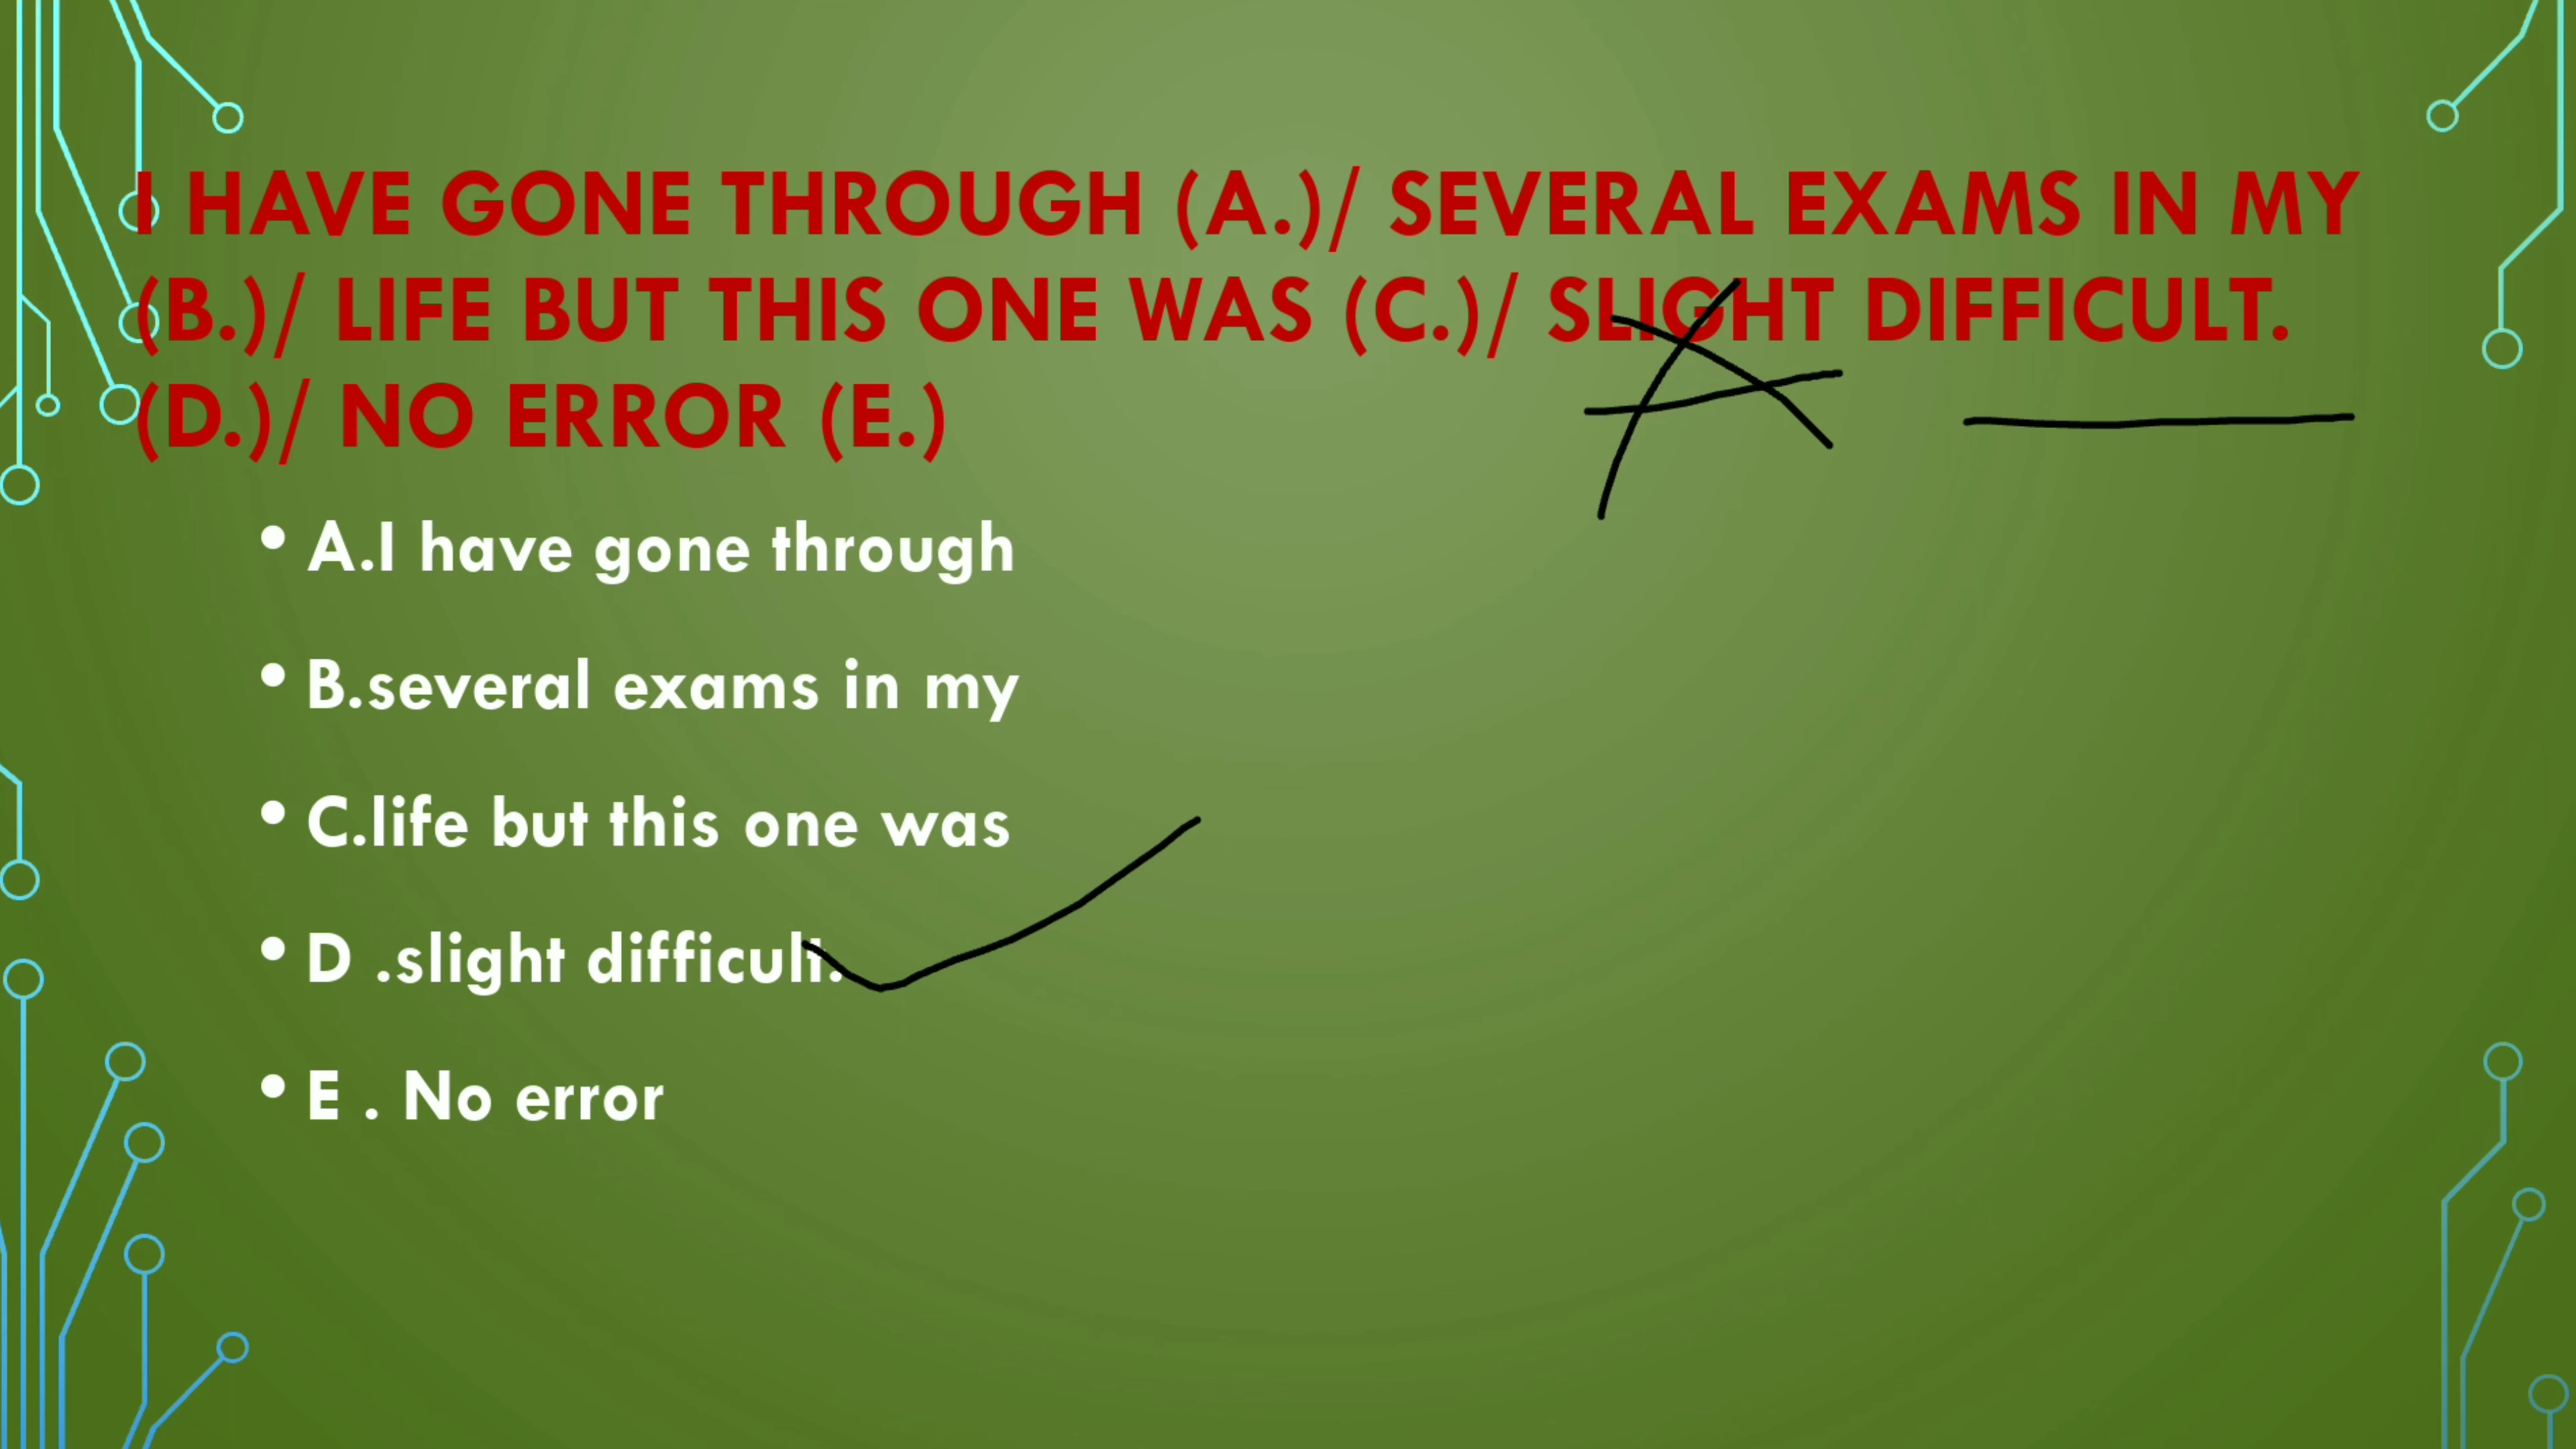 I HAVE GONE THROUGH (A.)/ SEVERAL EXAMS IN MY
(B.)/ LIFE BUT THIS ONE WAS (C.)/ SLIGHT DIFFICULT.
(D.)/ NO ERROR (E.)
• A.I have gone through
• B.several exams in my
• C.life but this one was
• D .slight difficult.
• E . No error